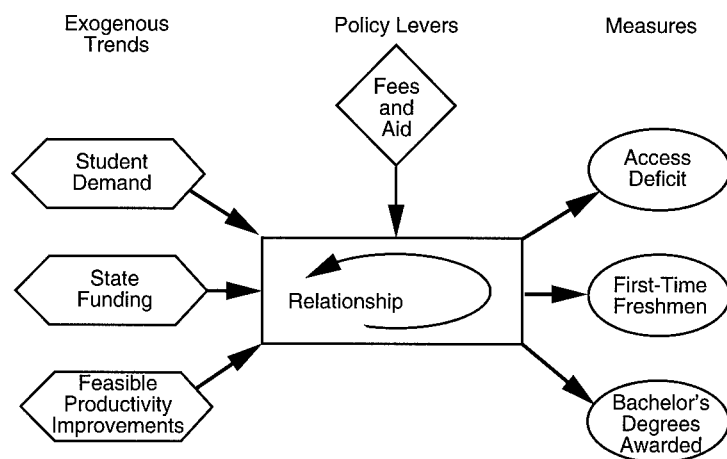 Exogenous
Trends
Policy Levers
Measures
Fees
and
Aid
Student
Demand
Access
Deficit
State
Funding
Relationship
First-Time
Freshmen
Feasible
Productivity
Improvements
Bachelor's
Degrees
Awarded